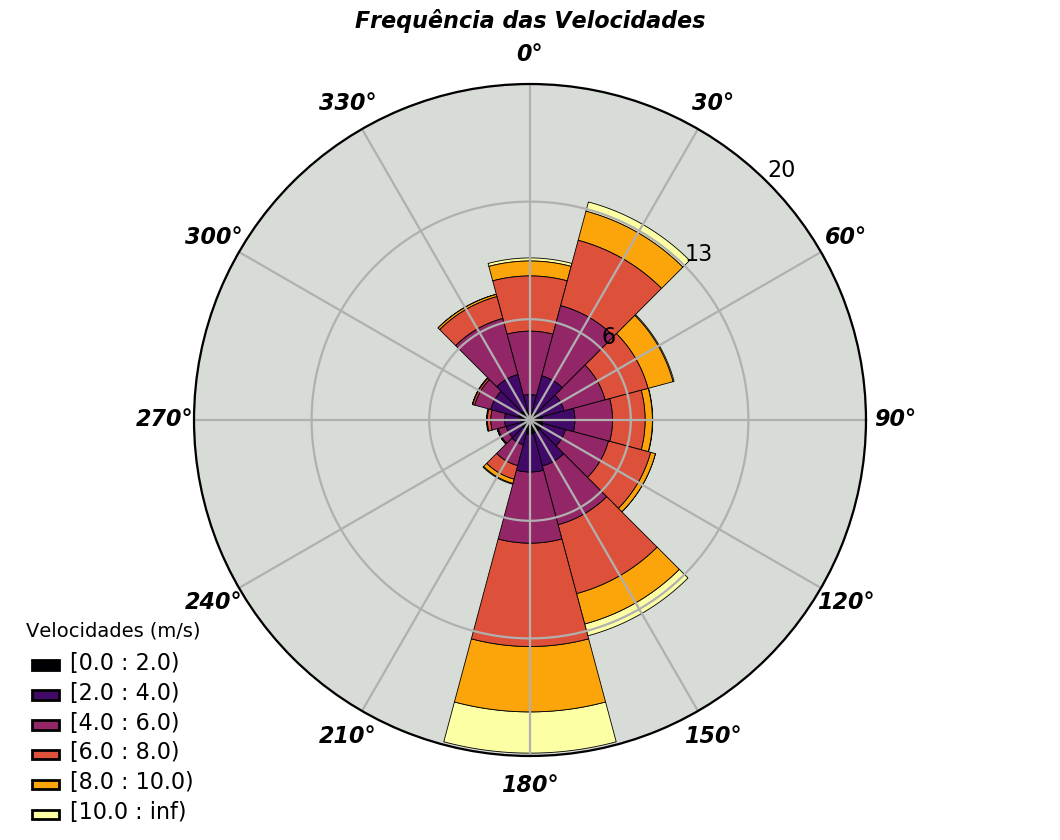 Frequência das Velocidades
0°
330°
30°
20
300°
60°
13
6
270°
90°
240°
120°
210°
150°
180°
Velocidades (m/s)
[0.0 : 2.0)
[2.0 : 4.0)
[4.0 : 6.0)
[6.0 : 8.0)
[8.0 : 10.0)
[10.0 : inf)